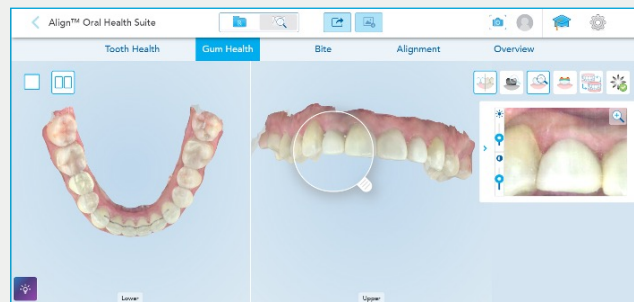 Align™ Oral Health Suite
Tooth Health Gum Health Bite Alignment Overview
Lower Upper